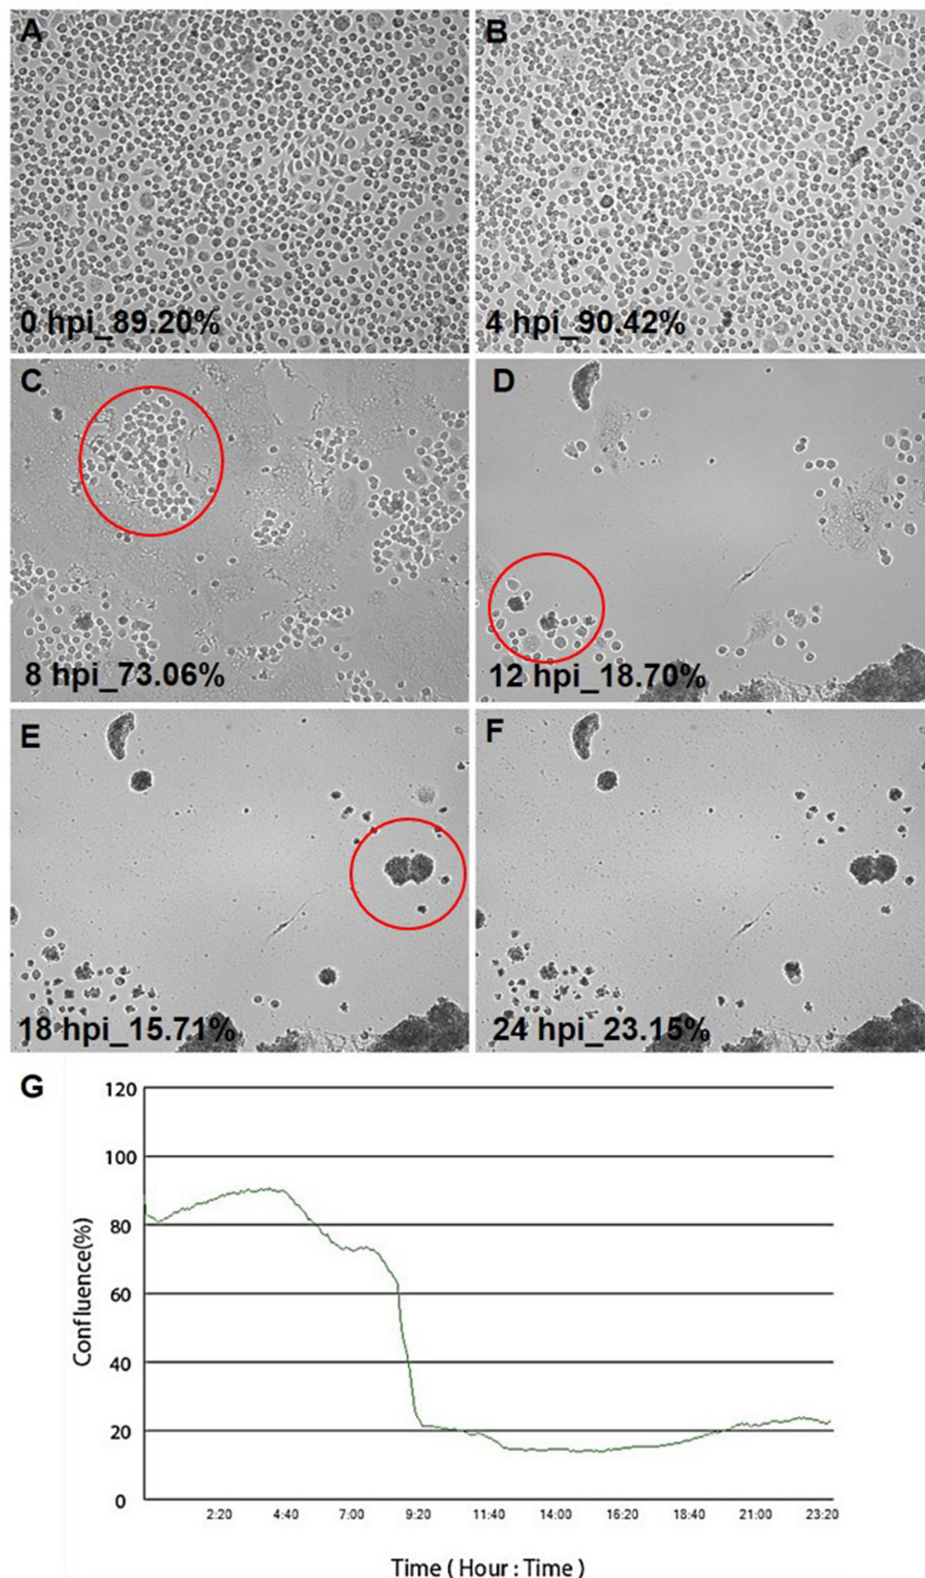 A
B
0 hpi_89.20%
4 hpi_90.42%
C
D
8 hpi_73.06%
12 hpi_18.70%
E
F
18 hpi_15.71%
24 hpi_23.15%
G
120
100
80
60
40
20
0
Confluence(%)
2:20 4:40 7:00 9:20 11:40 14:00 16:20 18:40 21:00 23:20
Time ( Hour : Time )